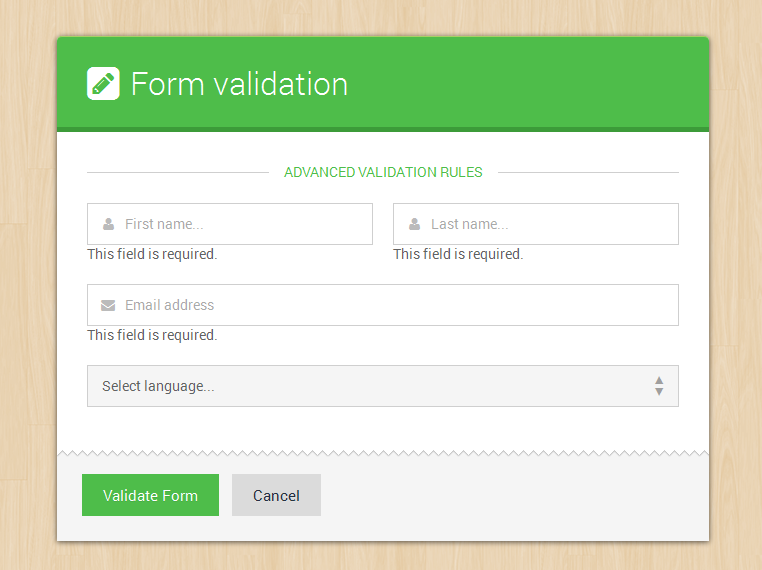 Form validation
ADVANCED VALIDATION RULES
First name... Last name...
This field is required. This field is required.
Email address
This field is required.
Select language...
Validate Form Cancel